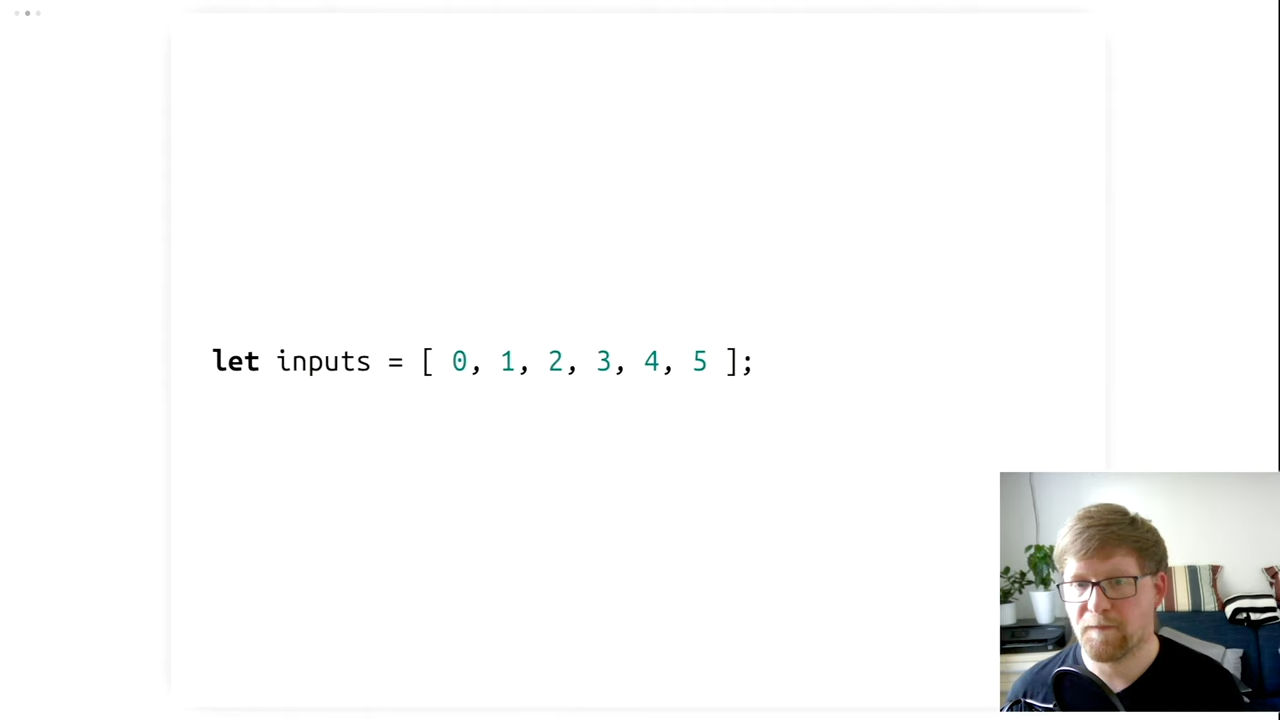 let inputs = [ 0, 1, 2, 3, 4, 5 ];